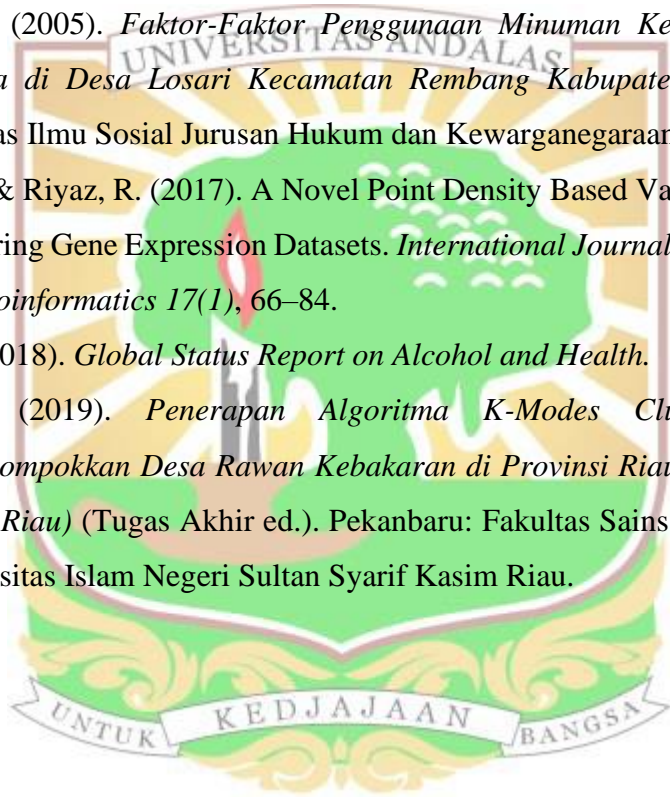 (2005). Faktor-Faktor Penggunaan Minuman Ke
UNIVERSITAS ANDALAS
di Desa Losari Kecamatan Rembang Kabupate
as Ilmu Sosial Jurusan Hukum dan Kewarganegaraan
& Riyaz, R. (2017). A Novel Point Density Based Va
ring Gene Expression Datasets. International Journal
oinformatics 17(1), 66–84.
018). Global Status Report on Alcohol and Health.
(2019). Penerapan Algoritma K-Modes Clu
ompokkan Desa Rawan Kebakaran di Provinsi Riau
Riau) (Tugas Akhir ed.). Pekanbaru: Fakultas Sains
sitas Islam Negeri Sultan Syarif Kasim Riau.
UNTUK KEDJAJAAN BANGSA